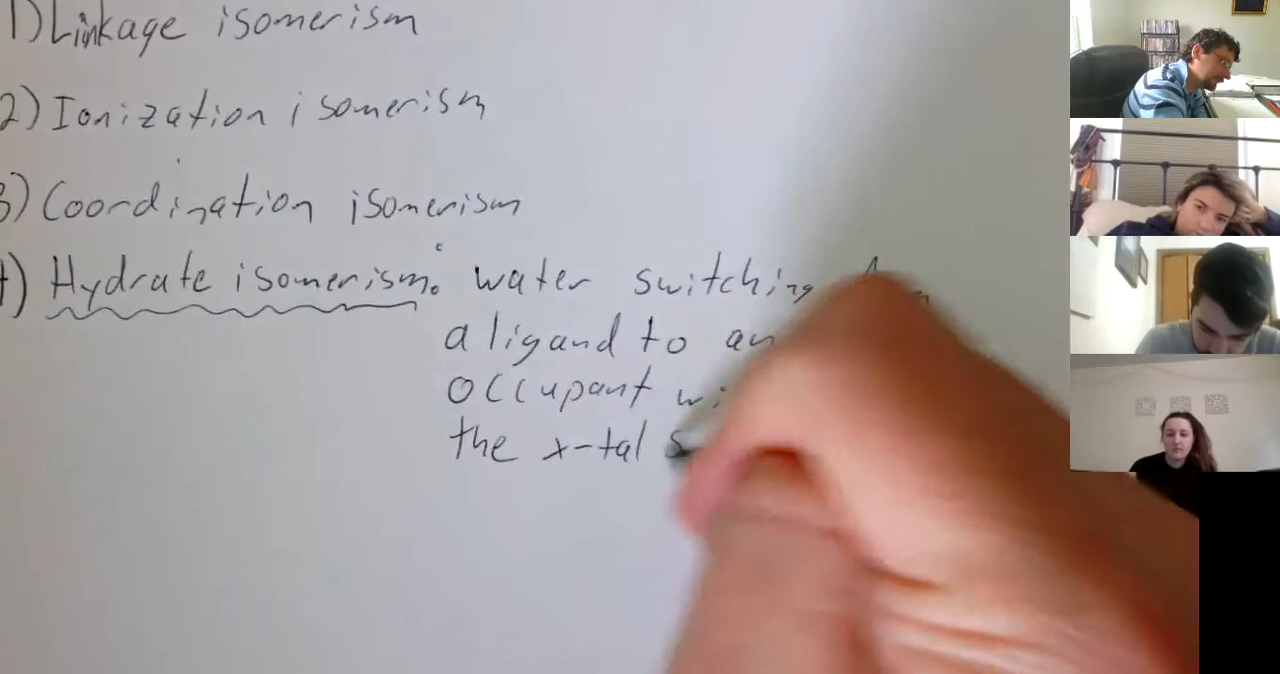 1) Linkage isomerism
2) Ionization isomerism
3) Coordination isomerism
4) Hydrate isomerism: water switching
a ligand to an
occupant
the x-tal